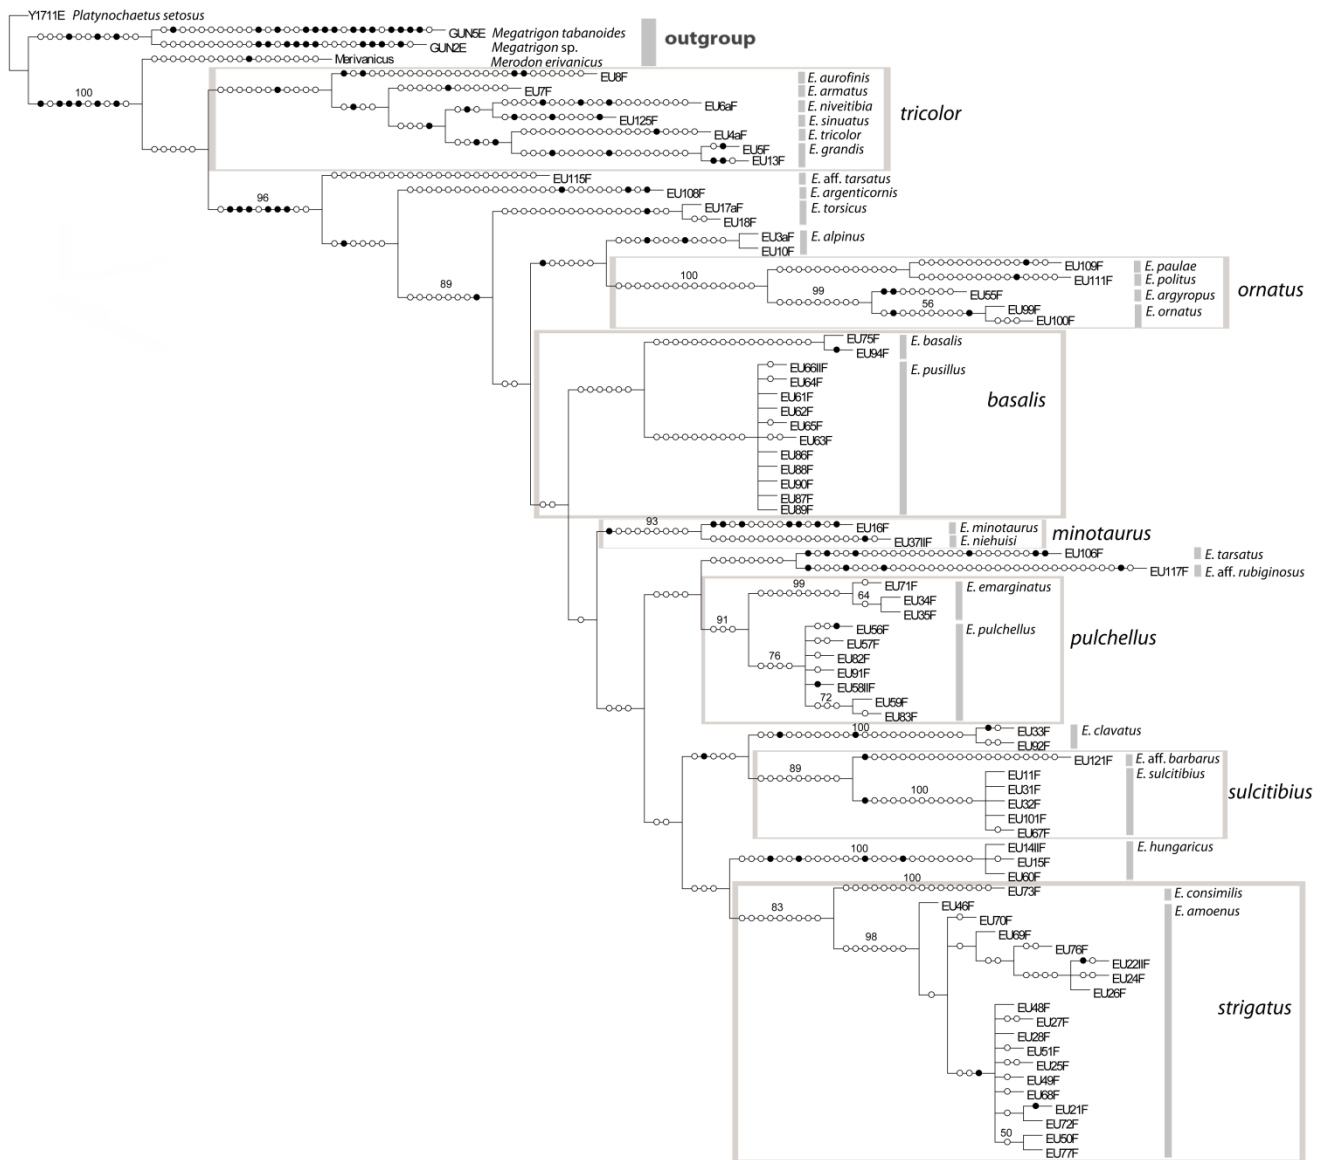 Y1711E Platynochaetus setosus
GUN5E Megatrigon tabanoides
GUN2E Megatrigon sp.
Merivanicus Merodon erivanicus
outgroup
100
EU8F E. aurofinis
EU7F E. armatus
EU6aF E. niveitibia
EU125F E. sinuatus
EU4aF E. tricolor
EU5F E. grandis
EU13F
tricolor
96
EU115F E. aff. tarsatus
EU108F E. argenticornis
EU17aF E. torsicus
EU18F
89
EU3aF E. alpinus
EU10F
100
EU109F E. paulae
EU111F E. politus
99
EU55F E. argyropus
56
EU99F E. ornatus
EU100F
ornatus
EU75F E. basalis
EU94F
EU66IIF E. pusillus
EU64F
EU61F
EU62F
EU65F
EU63F
EU86F
EU88F
EU90F
EU87F
EU89F
basalis
93
EU16F E. minotaurus
EU37IIF E. niehuisi
minotaurus
EU106F E. tarsatus
EU117F E. aff. rubiginosus
99
EU71F E. emarginatus
64
EU34F
EU35F
91
EU56F E. pulchellus
EU57F
76
EU82F
EU91F
EU58IIF
72
EU59F
EU83F
pulchellus
100
EU33F E. clavatus
EU92F
89
EU121F E. aff. barbarus
EU11F E. sulcitibius
100
EU31F
EU32F
EU101F
EU67F
sulcitibius
100
EU14IIF E. hungaricus
EU15F
EU60F
100
EU73F E. consimilis
83
EU46F E. amoenus
EU70F
98
EU69F
EU76F
EU22IIF
EU24F
EU26F
EU48F
EU27F
EU28F
EU51F
EU25F
EU49F
EU68F
EU21F
EU72F
50
EU50F
EU77F
strigatus